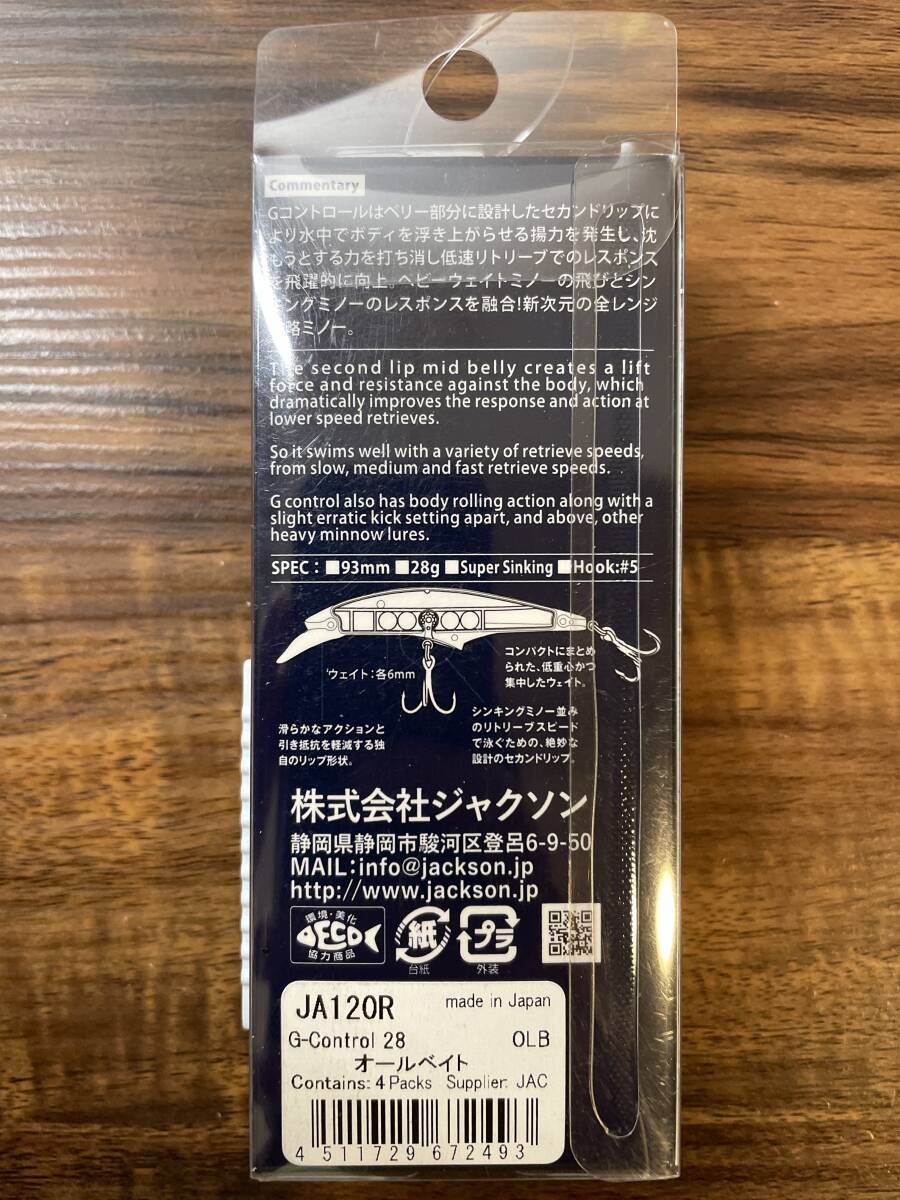 Commentary
Gコントロールはベリー部分に設計したセカンドリップに
より水中でボディを浮き上がらせる揚力を発生し、沈
もうとする力を打ち消し低速リトリーブでのレスポンス
を飛躍的に向上。ヘビーウェイトミノーの飛びとシン
キングミノーのレスポンスを融合!新次元の全レンジ
略ミノー。
The second lip mid belly creates a lift
force and resistance against the body, which
dramatically improves the response and action at
lower speed retrieves.
So it swims well with a variety of retrieve speeds,
from slow, medium and fast retrieve speeds.
G control also has body rolling action along with a
slight erratic kick setting apart, and above, other
heavy minnow lures.
SPEC : ■93mm ■28g ■Super Sinking ■Hook:#5
ウェイト:各6mm
コンパクトにまとめ
られた、低重心かつ
集中したウェイト。
滑らかなアクションと
引き抵抗を軽減する独
自のリップ形状。
シンキングミノー並み
のリトリーブスピード
で泳ぐための、絶妙な
設計のセカンドリップ。
株式会社ジャクソン
静岡県静岡市駿河区登呂6-9-50
MAIL:info@jackson.jp
http://www.jackson.jp
環境・美化
ECO
協力商品
紙
台紙
プラ
外装
JA120R made in Japan
G-Control 28 OLB
オールベイト
Contains: 4 Packs Supplier: JAC
4 511729 672493